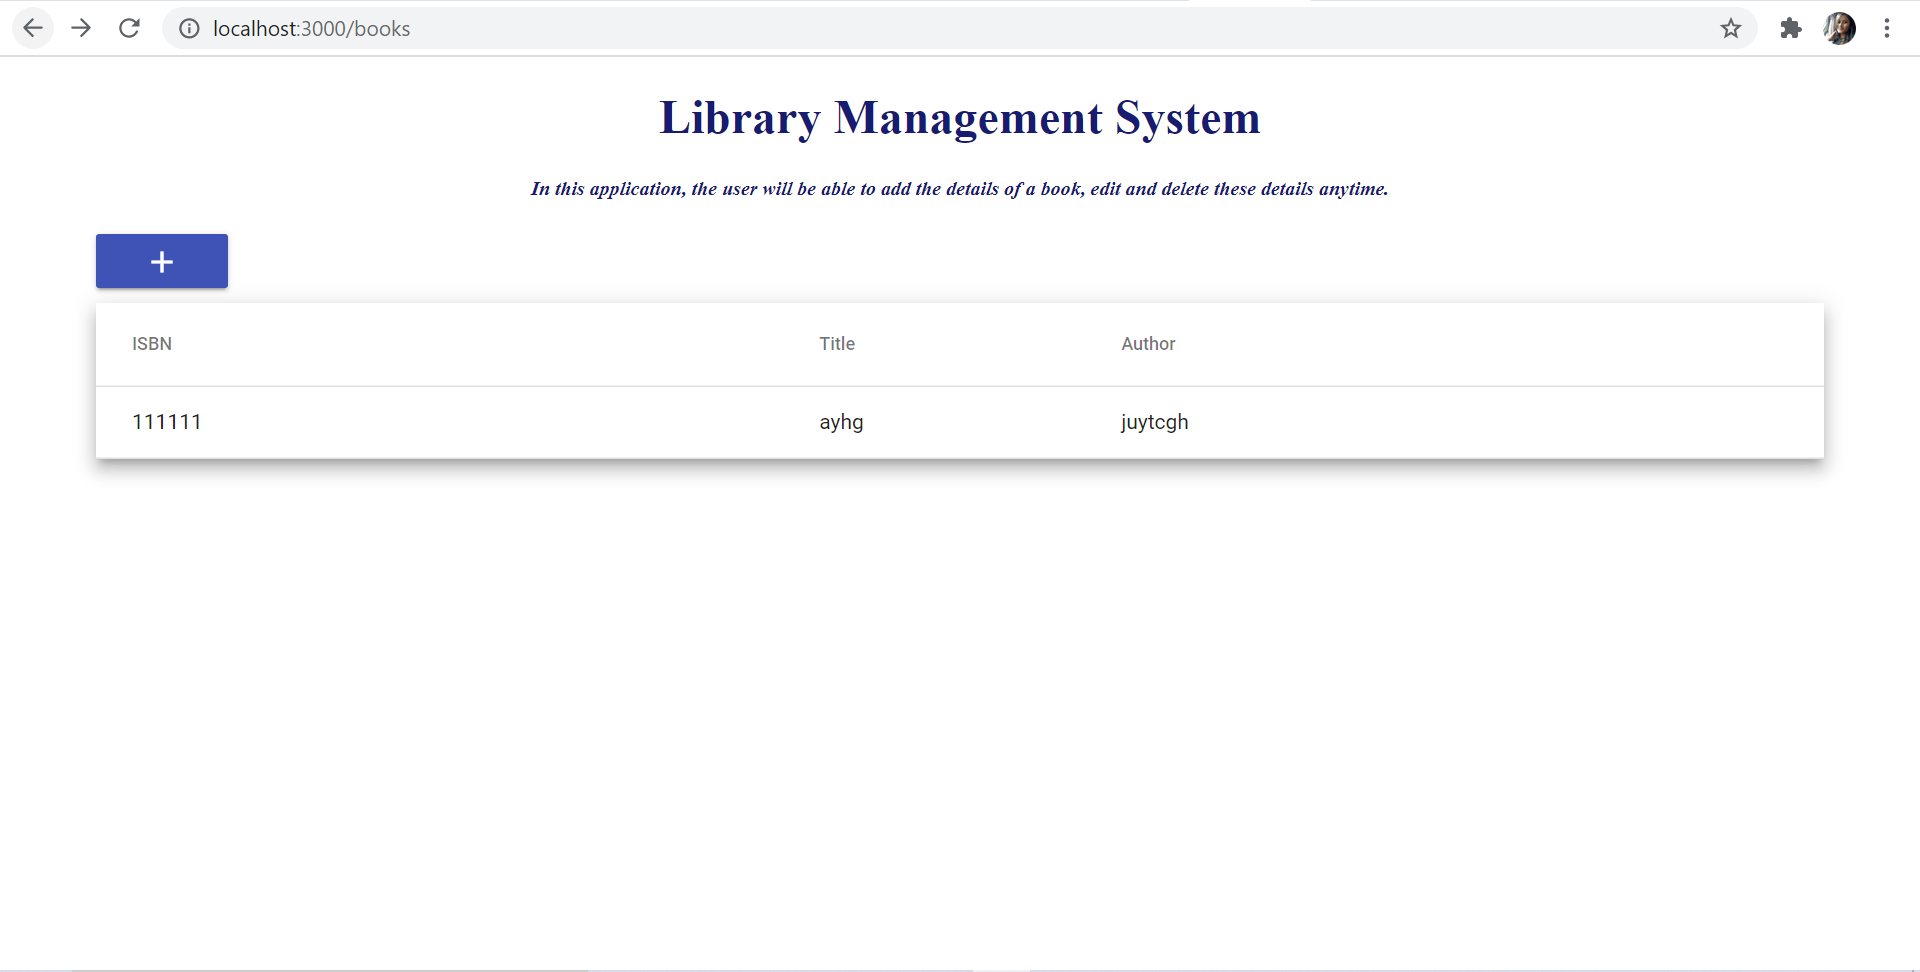 localhost:3000/books
Library Management System
In this application, the user will be able to add the details of a book, edit and delete these details anytime.
+
ISBN Title Author
111111 ayhg juytcgh